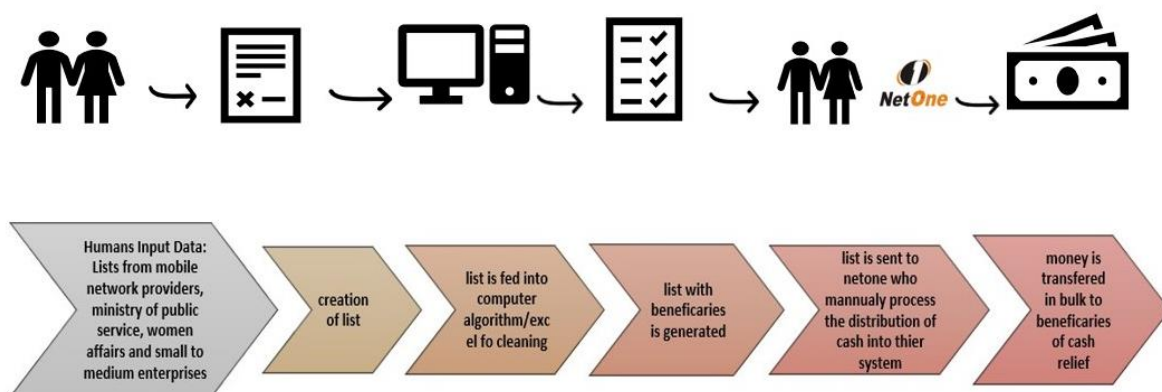 NetOne
Humans Input Data:
Lists from mobile
network providers,
ministry of public
service, women
affairs and small to
medium enterprises
creation
of list
list is fed into
computer
algorithm/exc
el fo cleaning
list with
beneficaries
is generated
list is sent to
netone who
mannualy process
the distribution of
cash into thier
system
money is
transfered
in bulk to
beneficaries
of cash
relief